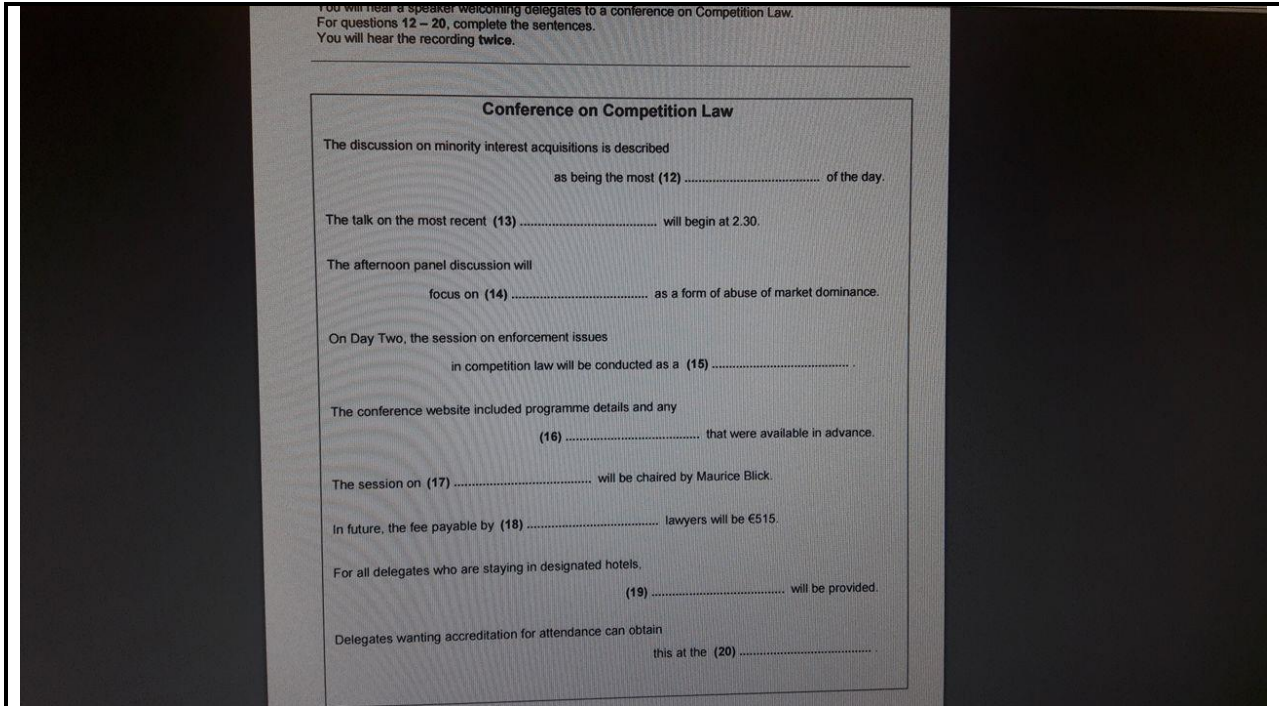 You will hear a speaker welcoming delegates to a conference on Competition Law.
For questions 12 – 20, complete the sentences.
You will hear the recording twice.
Conference on Competition Law
The discussion on minority interest acquisitions is described
as being the most (12) ........................................ of the day.
The talk on the most recent (13) ........................................ will begin at 2.30.
The afternoon panel discussion will
focus on (14) ........................................ as a form of abuse of market dominance.
On Day Two, the session on enforcement issues
in competition law will be conducted as a (15) ........................................ .
The conference website included programme details and any
(16) ........................................ that were available in advance.
The session on (17) ........................................ will be chaired by Maurice Blick.
In future, the fee payable by (18) ........................................ lawyers will be €515.
For all delegates who are staying in designated hotels,
(19) ........................................ will be provided.
Delegates wanting accreditation for attendance can obtain
this at the (20) ........................................ .